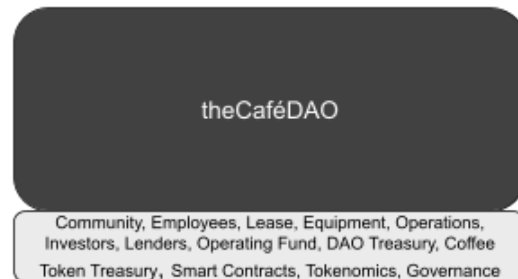 theCaféDAO
Community, Employees, Lease, Equipment, Operations,
Investors, Lenders, Operating Fund, DAO Treasury, Coffee
Token Treasury, Smart Contracts, Tokenomics, Governance